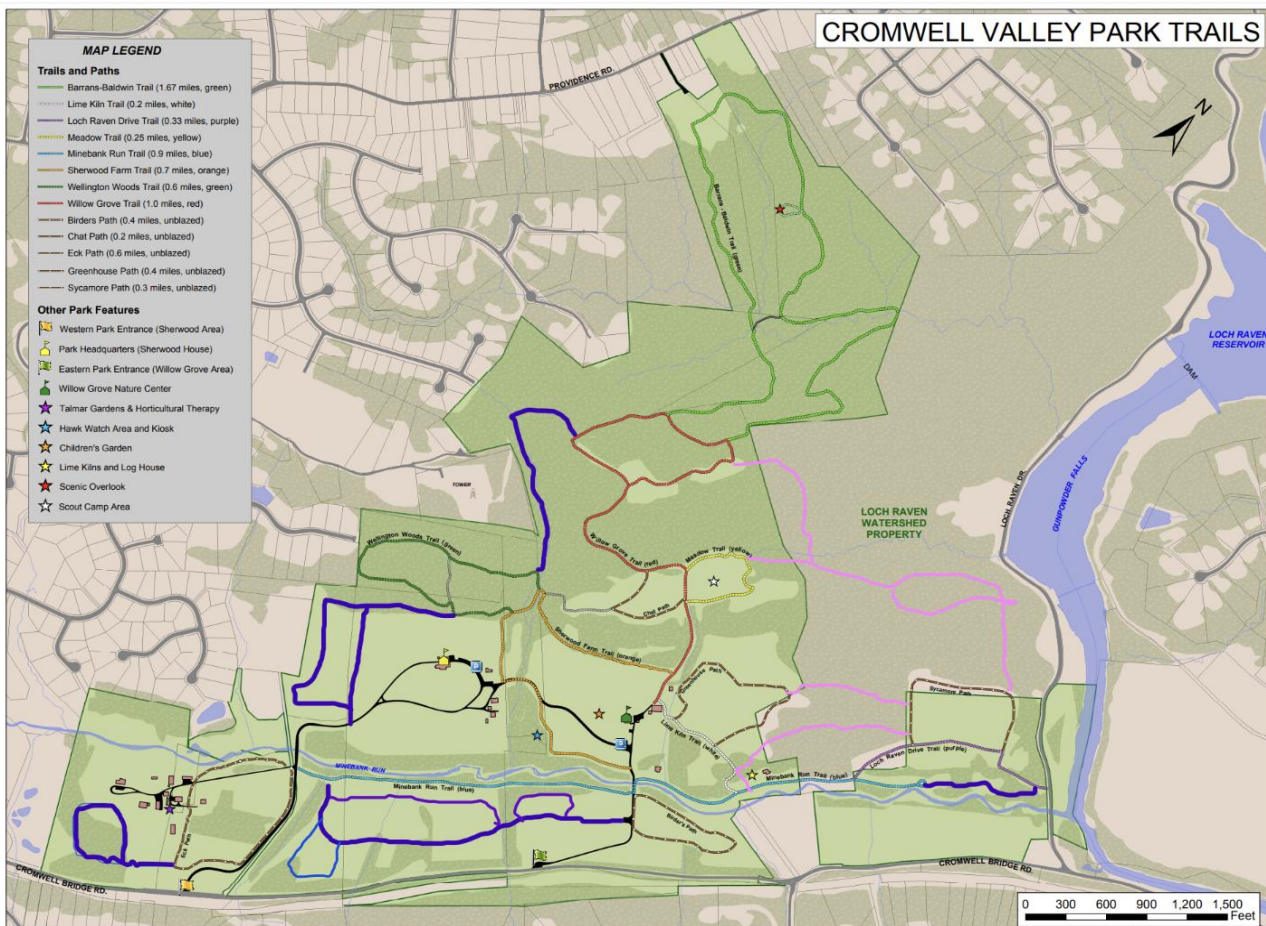 CROMWELL VALLEY PARK TRAILS
MAP LEGEND
Trails and Paths
Barrans-Baldwin Trail (1.67 miles, green)
Lime Kiln Trail (0.2 miles, white)
Loch Raven Drive Trail (0.33 miles, purple)
Meadow Trail (0.25 miles, yellow)
Minebank Run Trail (0.9 miles, blue)
Sherwood Farm Trail (0.7 miles, orange)
Wellington Woods Trail (0.6 miles, green)
Willow Grove Trail (1.0 miles, red)
Birders Path (0.4 miles, unblazed)
Chat Path (0.2 miles, unblazed)
Eck Path (0.6 miles, unblazed)
Greenhouse Path (0.4 miles, unblazed)
Sycamore Path (0.3 miles, unblazed)
Other Park Features
Western Park Entrance (Sherwood Area)
Park Headquarters (Sherwood House)
Eastern Park Entrance (Willow Grove Area)
Willow Grove Nature Center
Talmar Gardens & Horticultural Therapy
Hawk Watch Area and Kiosk
Children's Garden
Lime Kilns and Log House
Scenic Overlook
Scout Camp Area
PROVIDENCE RD.
N
Barrans - Baldwin Trail (green)
LOCH RAVEN
RESERVOIR
DAM
LOCH RAVEN DR.
GUNPOWDER FALLS
TOWER
LOCH RAVEN
WATERSHED
PROPERTY
Wellington Woods Trail (green)
Willow Grove Trail (red)
Meadow Trail (yellow)
Chat Path
Sherwood Farm Trail (orange)
Greenhouse Path
Sycamore Path
Lime Kiln Trail (white)
Loch Raven Drive Trail (purple)
MINEBANK RUN
Minebank Run Trail (blue)
Minebank Run Trail (blue)
Birder's Path
Eck Path
CROMWELL BRIDGE RD.
CROMWELL BRIDGE RD.
0 300 600 900 1,200 1,500
Feet